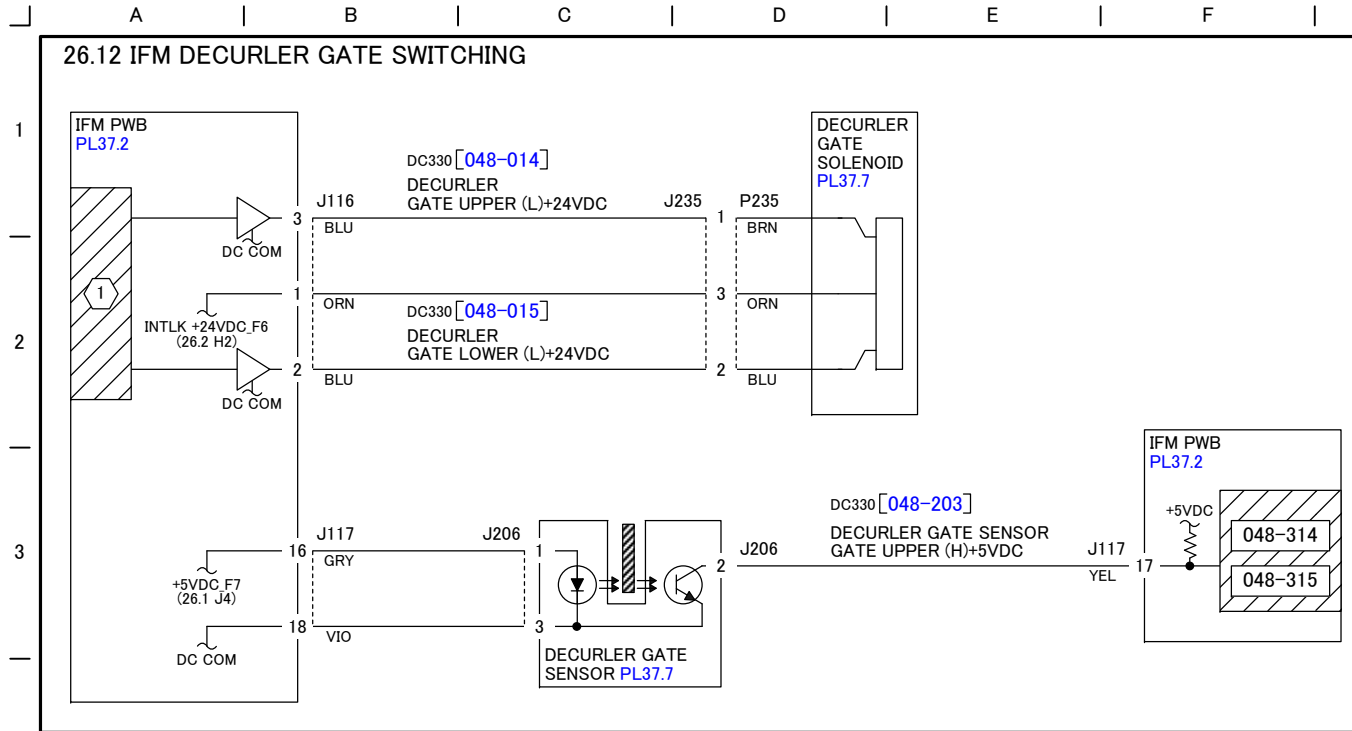 A B C D E F
26.12 IFM DECURLER GATE SWITCHING
1
2
3
IFM PWB
PL37.2
1
DC COM
INTLK +24VDC_F6
(26.2 H2)
DC COM
+5VDC_F7
(26.1 J4)
DC COM
3
1
2
16
18
J116
BLU
ORN
BLU
DC330 [048-014]
DECURLER
GATE UPPER (L)+24VDC
DC330 [048-015]
DECURLER
GATE LOWER (L)+24VDC
J235
1
3
2
P235
BRN
ORN
BLU
DECURLER
GATE
SOLENOID
PL37.7
J117
GRY
VIO
J206
1
3
DECURLER GATE
SENSOR PL37.7
2
J206
DC330 [048-203]
DECURLER GATE SENSOR
GATE UPPER (H)+5VDC
J117
YEL
17
IFM PWB
PL37.2
+5VDC
048-314
048-315